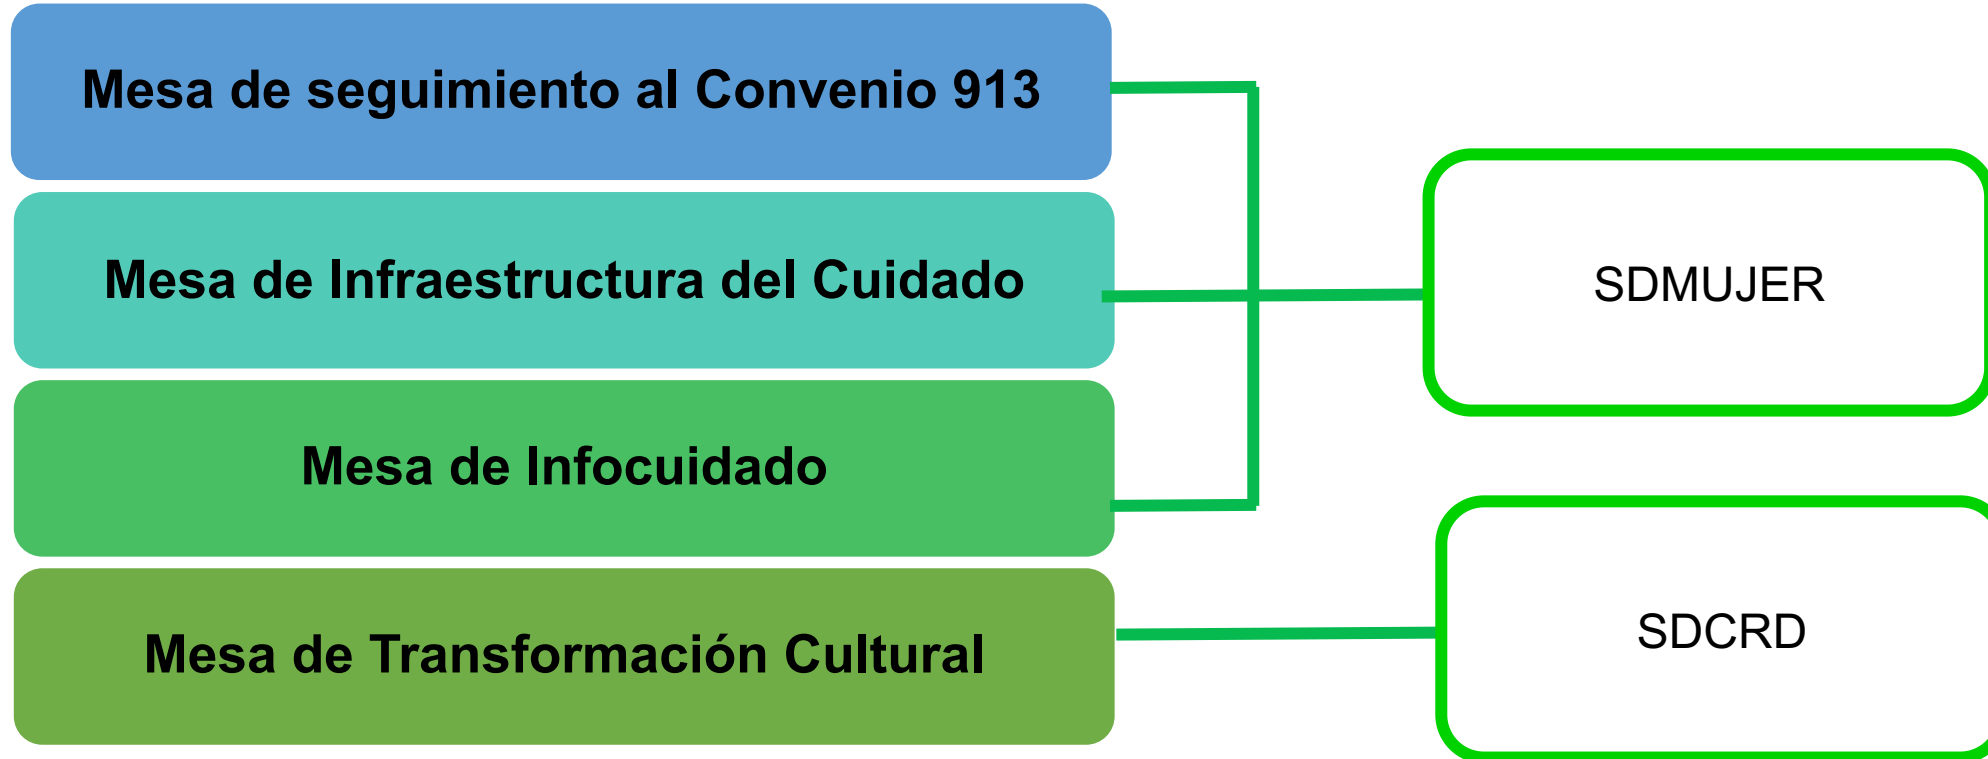 Mesa de seguimiento al Convenio 913
Mesa de Infraestructura del Cuidado
SDMUJER
Mesa de Infocuidado
Mesa de Transformación Cultural
SDCRD